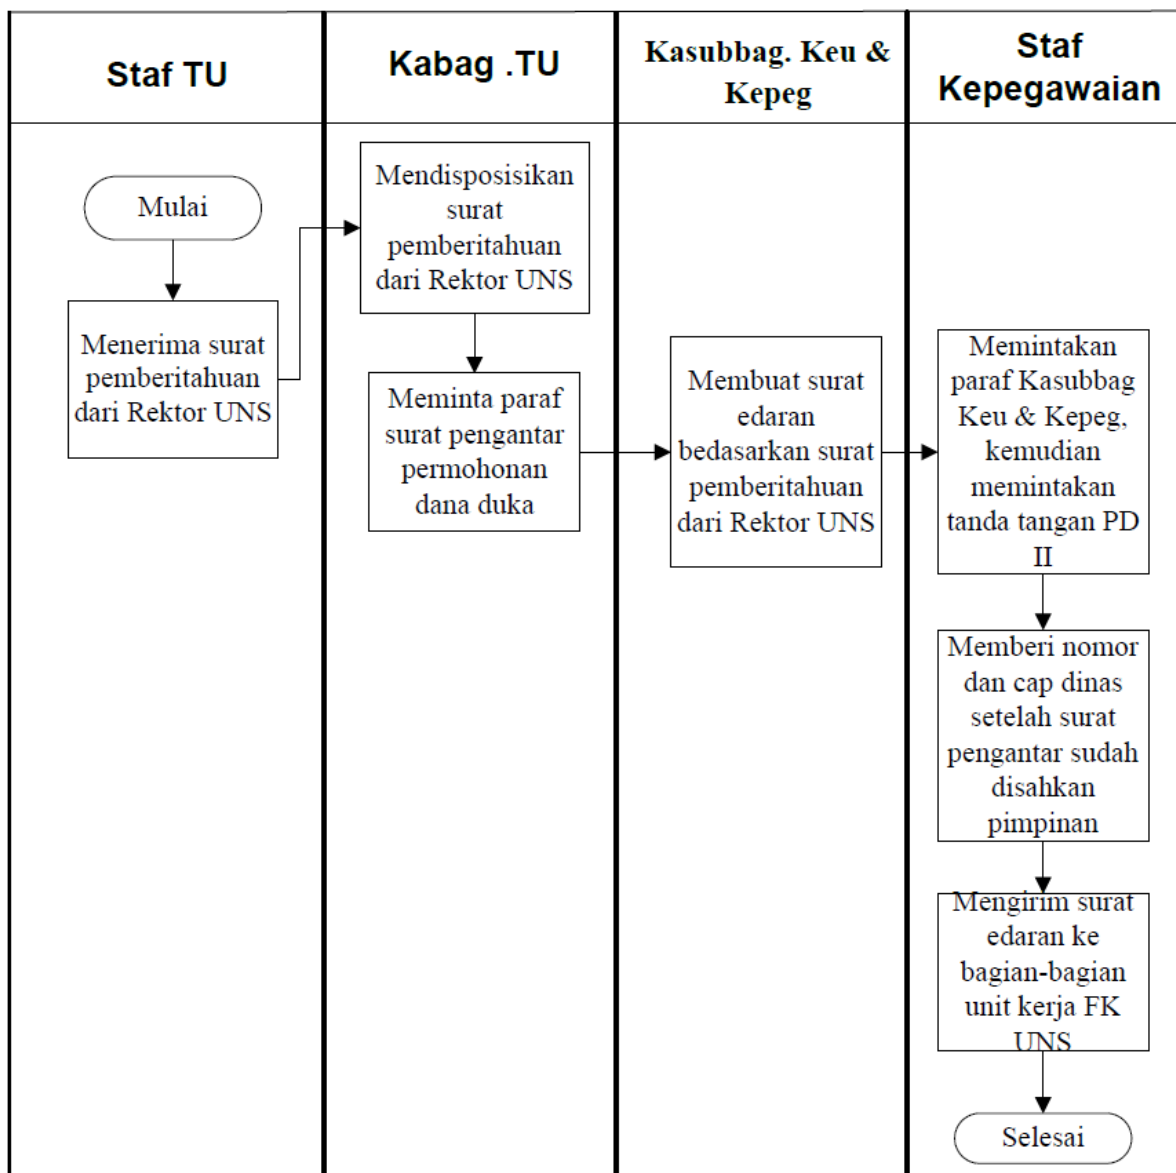 Staf TU
Kabag .TU
Kasubbag. Keu &
Kepeg
Staf
Kepegawaian
Mulai
Menerima surat
pemberitahuan
dari Rektor UNS
Mendisposisikan
surat
pemberitahuan
dari Rektor UNS
Meminta paraf
surat pengantar
permohonan
dana duka
Membuat surat
edaran
bedasarkan surat
pemberitahuan
dari Rektor UNS
Memintakan
paraf Kasubbag
Keu & Kepeg,
kemudian
memintakan
tanda tangan PD
II
Memberi nomor
dan cap dinas
setelah surat
pengantar sudah
disahkan
pimpinan
Mengirim surat
edaran ke
bagian-bagian
unit kerja FK
UNS
Selesai